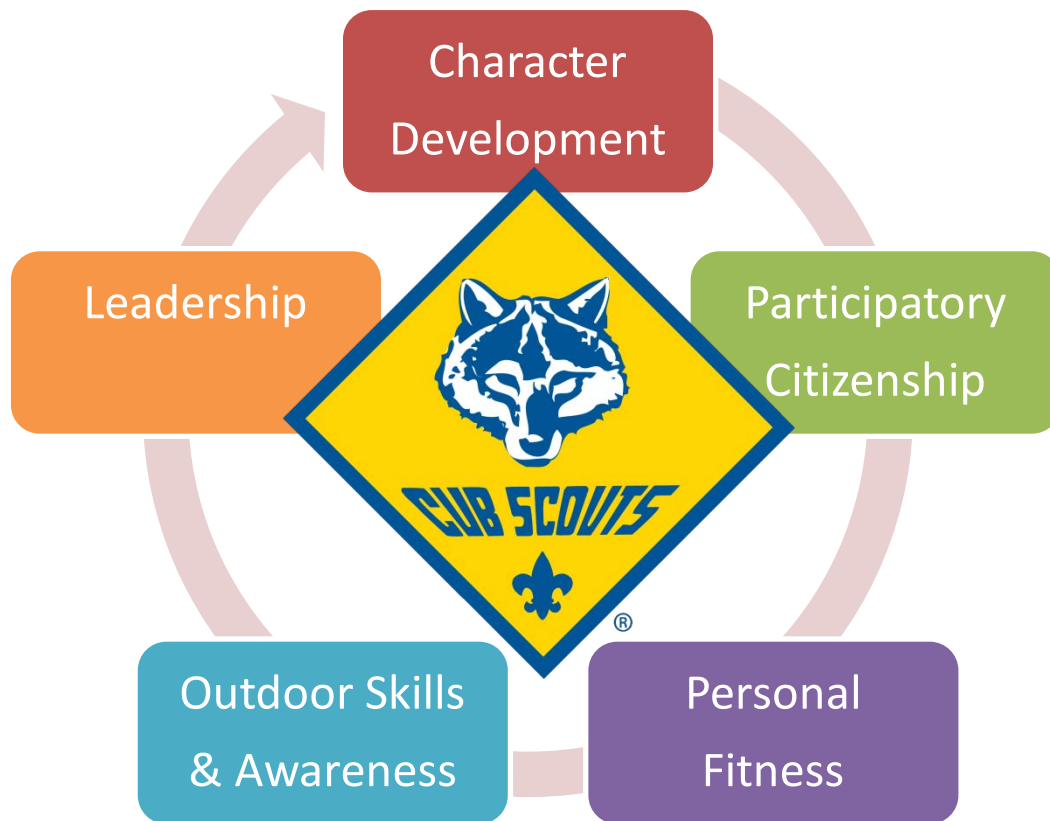 Character
Development
Leadership
Participatory
Citizenship
CUB SCOUTS
®
Outdoor Skills
& Awareness
Personal
Fitness